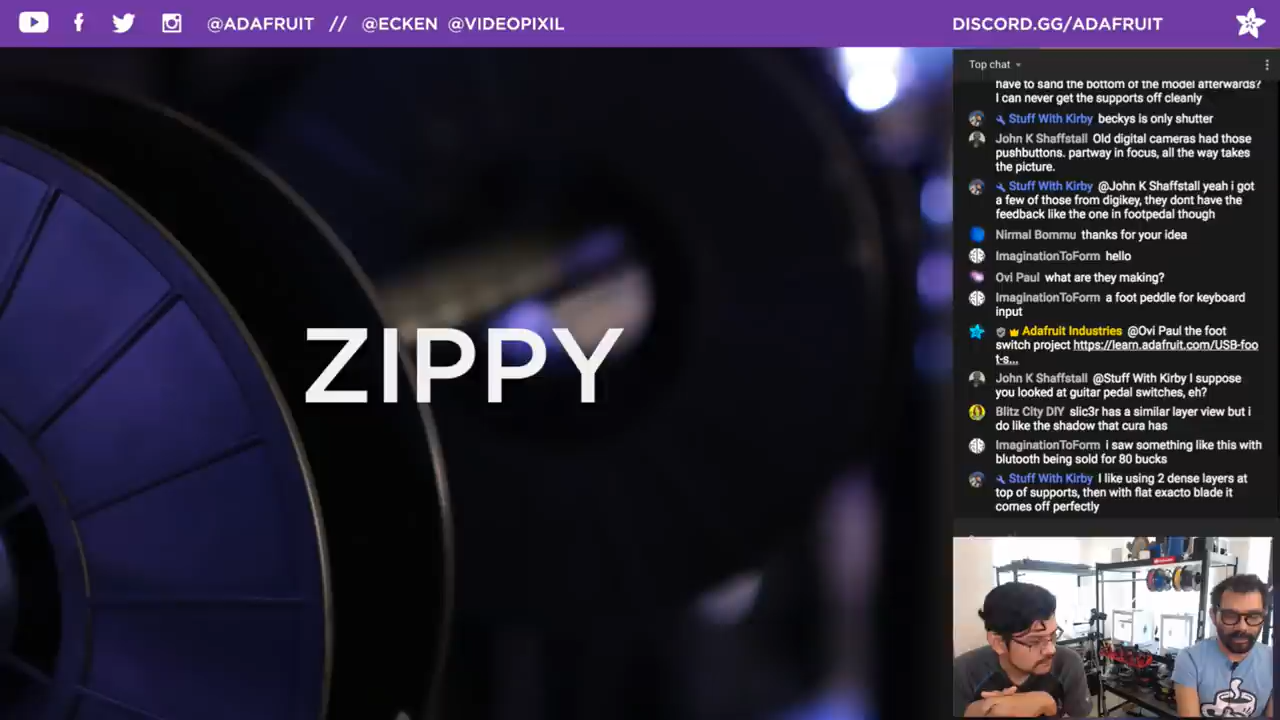 @ADAFRUIT // @ECKEN @VIDEOPIXIL
DISCORD.GG/ADAFRUIT
Top chat
have to sand the bottom of the model afterwards?
I can never get the supports off cleanly
Stuff With Kirby beckys is only shutter
John K Shaffstall Old digital cameras had those
pushbuttons. partway in focus, all the way takes
the picture.
Stuff With Kirby @John K Shaffstall yeah i got
a few of those from digikey, they dont have the
feedback like the one in footpedal though
Nirmal Bommu thanks for your idea
ImaginationToForm hello
Ovi Paul what are they making?
ImaginationToForm a foot peddle for keyboard
input
Adafruit Industries @Ovi Paul the foot
switch project https://learn.adafruit.com/USB-foo
t-s...
John K Shaffstall @Stuff With Kirby I suppose
you looked at guitar pedal switches, eh?
Blitz City DIY slic3r has a similar layer view but i
do like the shadow that cura has
ImaginationToForm i saw something like this with
blutooth being sold for 80 bucks
Stuff With Kirby I like using 2 dense layers at
top of supports, then with flat exacto blade it
comes off perfectly
ZIPPY